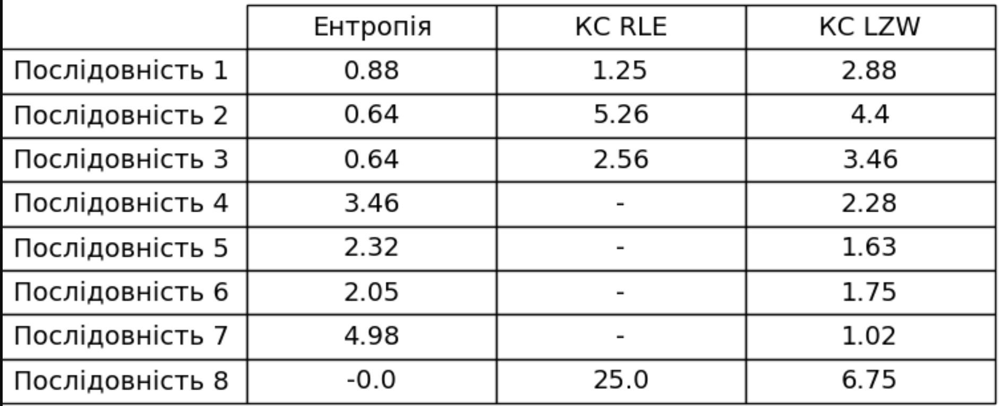 Ентропія КС RLE КС LZW
Послідовність 1 0.88 1.25 2.88
Послідовність 2 0.64 5.26 4.4
Послідовність 3 0.64 2.56 3.46
Послідовність 4 3.46 - 2.28
Послідовність 5 2.32 - 1.63
Послідовність 6 2.05 - 1.75
Послідовність 7 4.98 - 1.02
Послідовність 8 -0.0 25.0 6.75